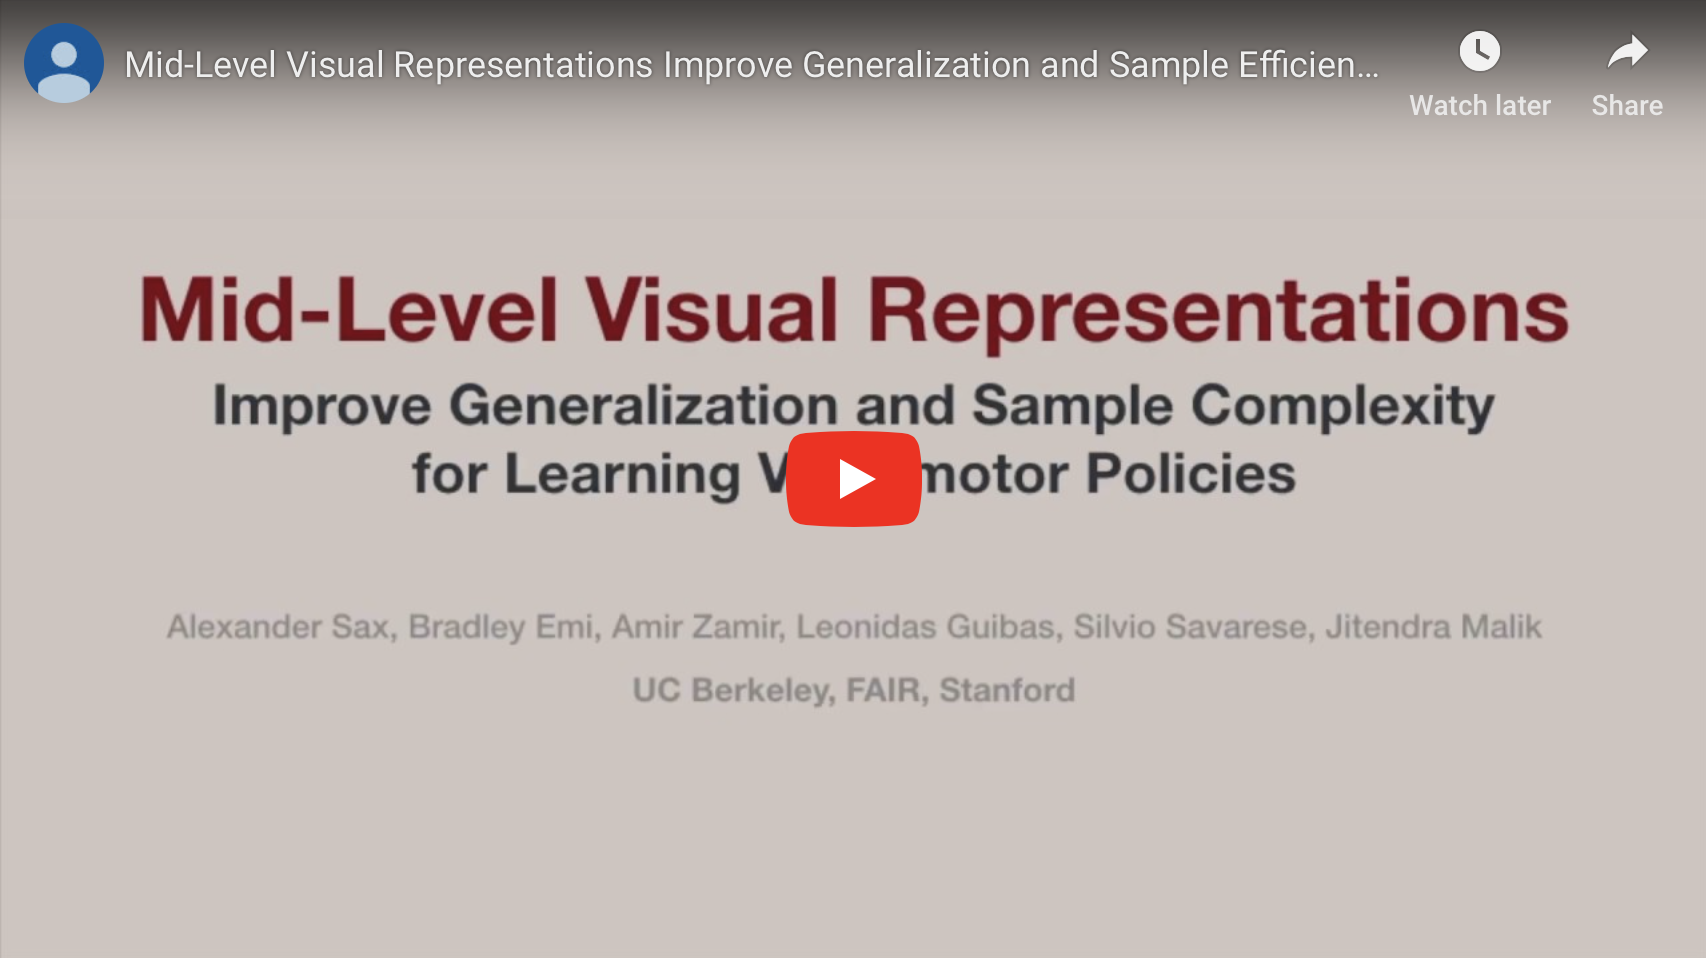 Mid-Level Visual Representations Improve Generalization and Sample Efficien...
Watch later
Share
Mid-Level Visual Representations
Improve Generalization and Sample Complexity
for Learning motor Policies
Alexander Sax, Bradley Emi, Amir Zamir, Leonidas Guibas, Silvio Savarese, Jitendra Malik
UC Berkeley, FAIR, Stanford